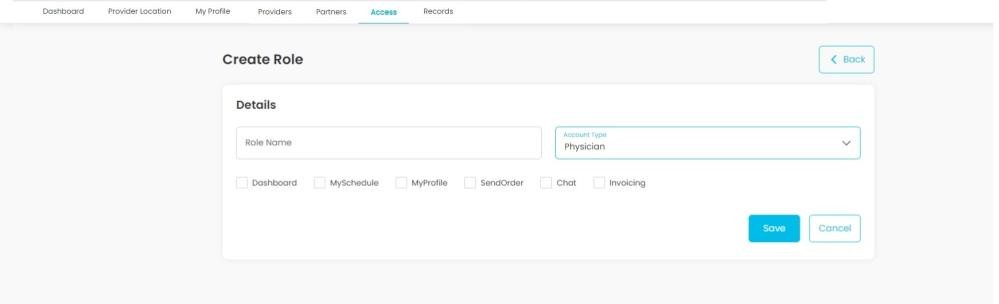 Dashboard Provider Location My Profile Providers Partners Access Records
Create Role
Back
Details
Role Name
Account Type
Physician
Dashboard MySchedule MyProfile SendOrder Chat Invoicing
Save Cancel